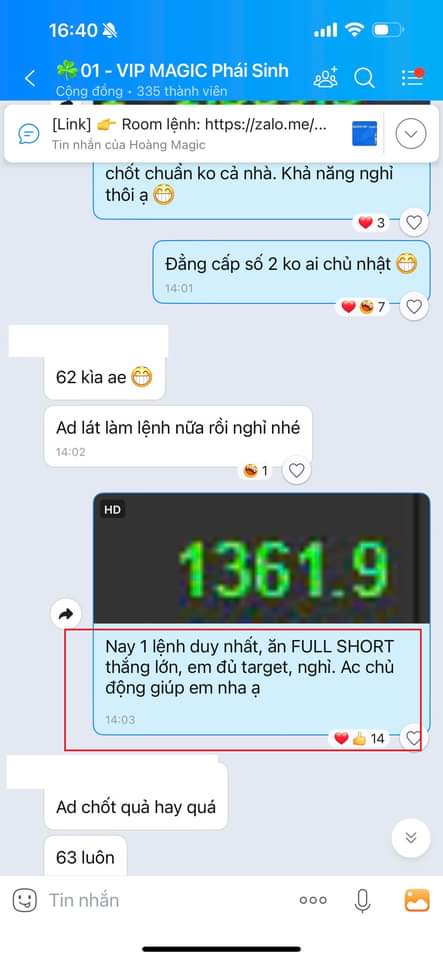 16:40
🍀01 - VIP MAGIC Phái Sinh
Cộng đồng • 335 thành viên
[Link] 👉 Room lệnh: https://zalo.me/...
Tin nhắn của Hoàng Magic
chốt chuẩn ko cả nhà. Khả năng nghỉ
thôi ạ 😁
3
Đẳng cấp số 2 ko ai chủ nhật 😁
14:01
7
62 kìa ae 😁
Ad lát làm lệnh nữa rồi nghỉ nhé
14:02
1
HD
1361.9
Nay 1 lệnh duy nhất, ăn FULL SHORT
thắng lớn, em đủ target, nghỉ. Ac chủ
động giúp em nha ạ
14:03
14
Ad chốt quả hay quá
63 luôn
Tin nhắn